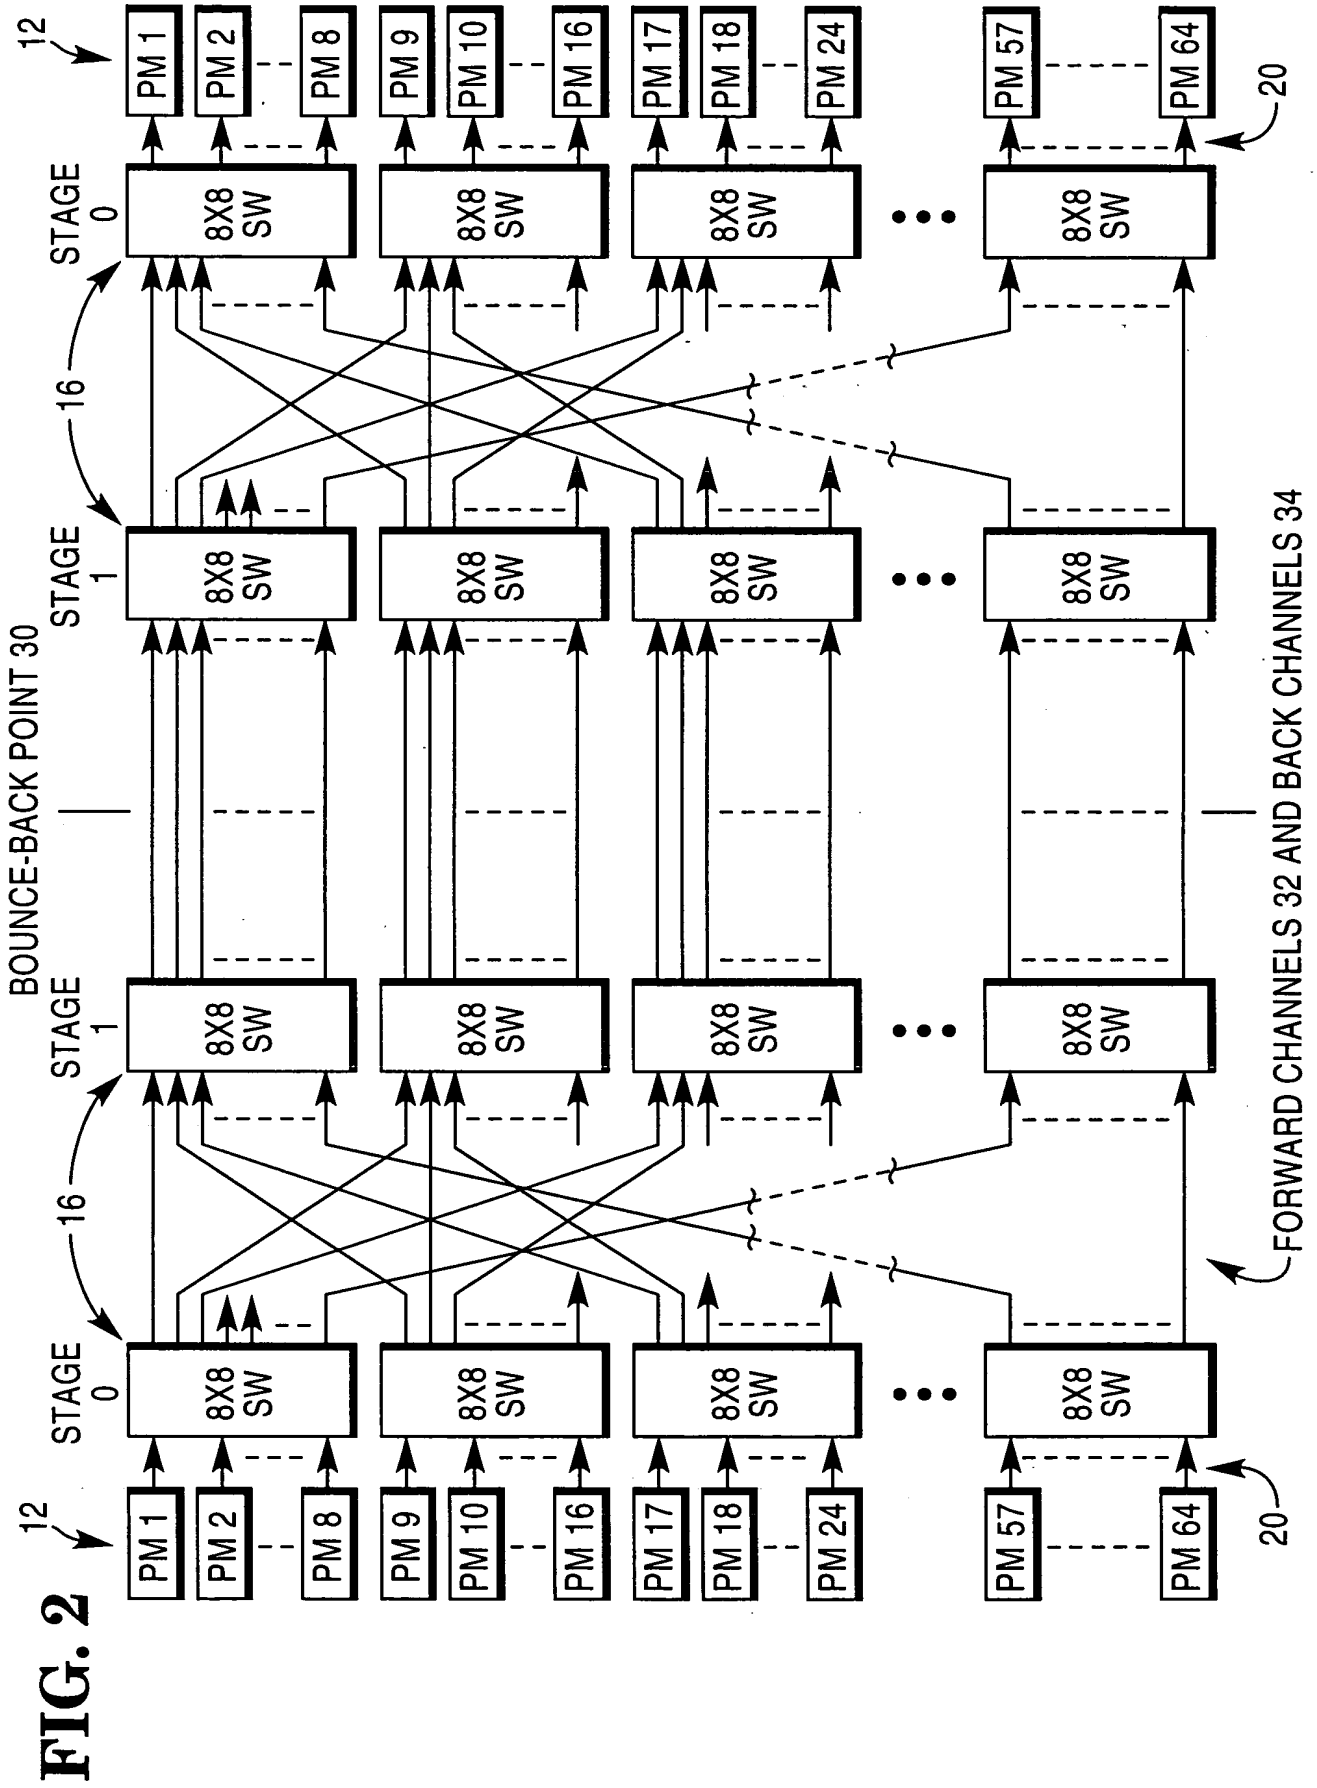 FIG. 2
BOUNCE-BACK POINT 30
12
STAGE
0
16
STAGE
1
STAGE
1
16
STAGE
0
12
PM 1
PM 2
PM 8
8X8
SW
8X8
SW
8X8
SW
8X8
SW
PM 1
PM 2
PM 8
PM 9
PM 10
PM 16
8X8
SW
8X8
SW
8X8
SW
8X8
SW
PM 9
PM 10
PM 16
PM 17
PM 18
PM 24
8X8
SW
8X8
SW
8X8
SW
8X8
SW
PM 17
PM 18
PM 24
PM 57
PM 64
8X8
SW
8X8
SW
8X8
SW
8X8
SW
PM 57
PM 64
20
FORWARD CHANNELS 32 AND BACK CHANNELS 34
20